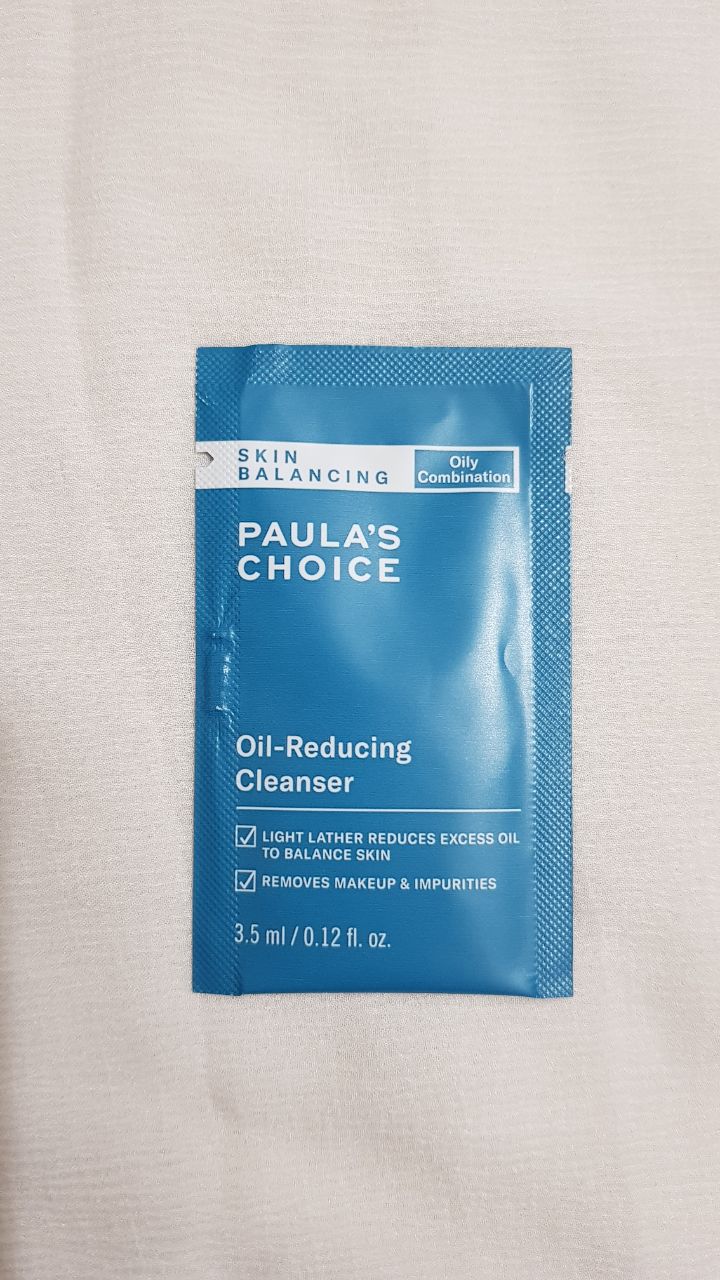 SKIN
BALANCING
Oily
Combination
PAULA'S
CHOICE
Oil-Reducing
Cleanser
LIGHT LATHER REDUCES EXCESS OIL
TO BALANCE SKIN
REMOVES MAKEUP & IMPURITIES
3.5 ml / 0.12 fl. oz.